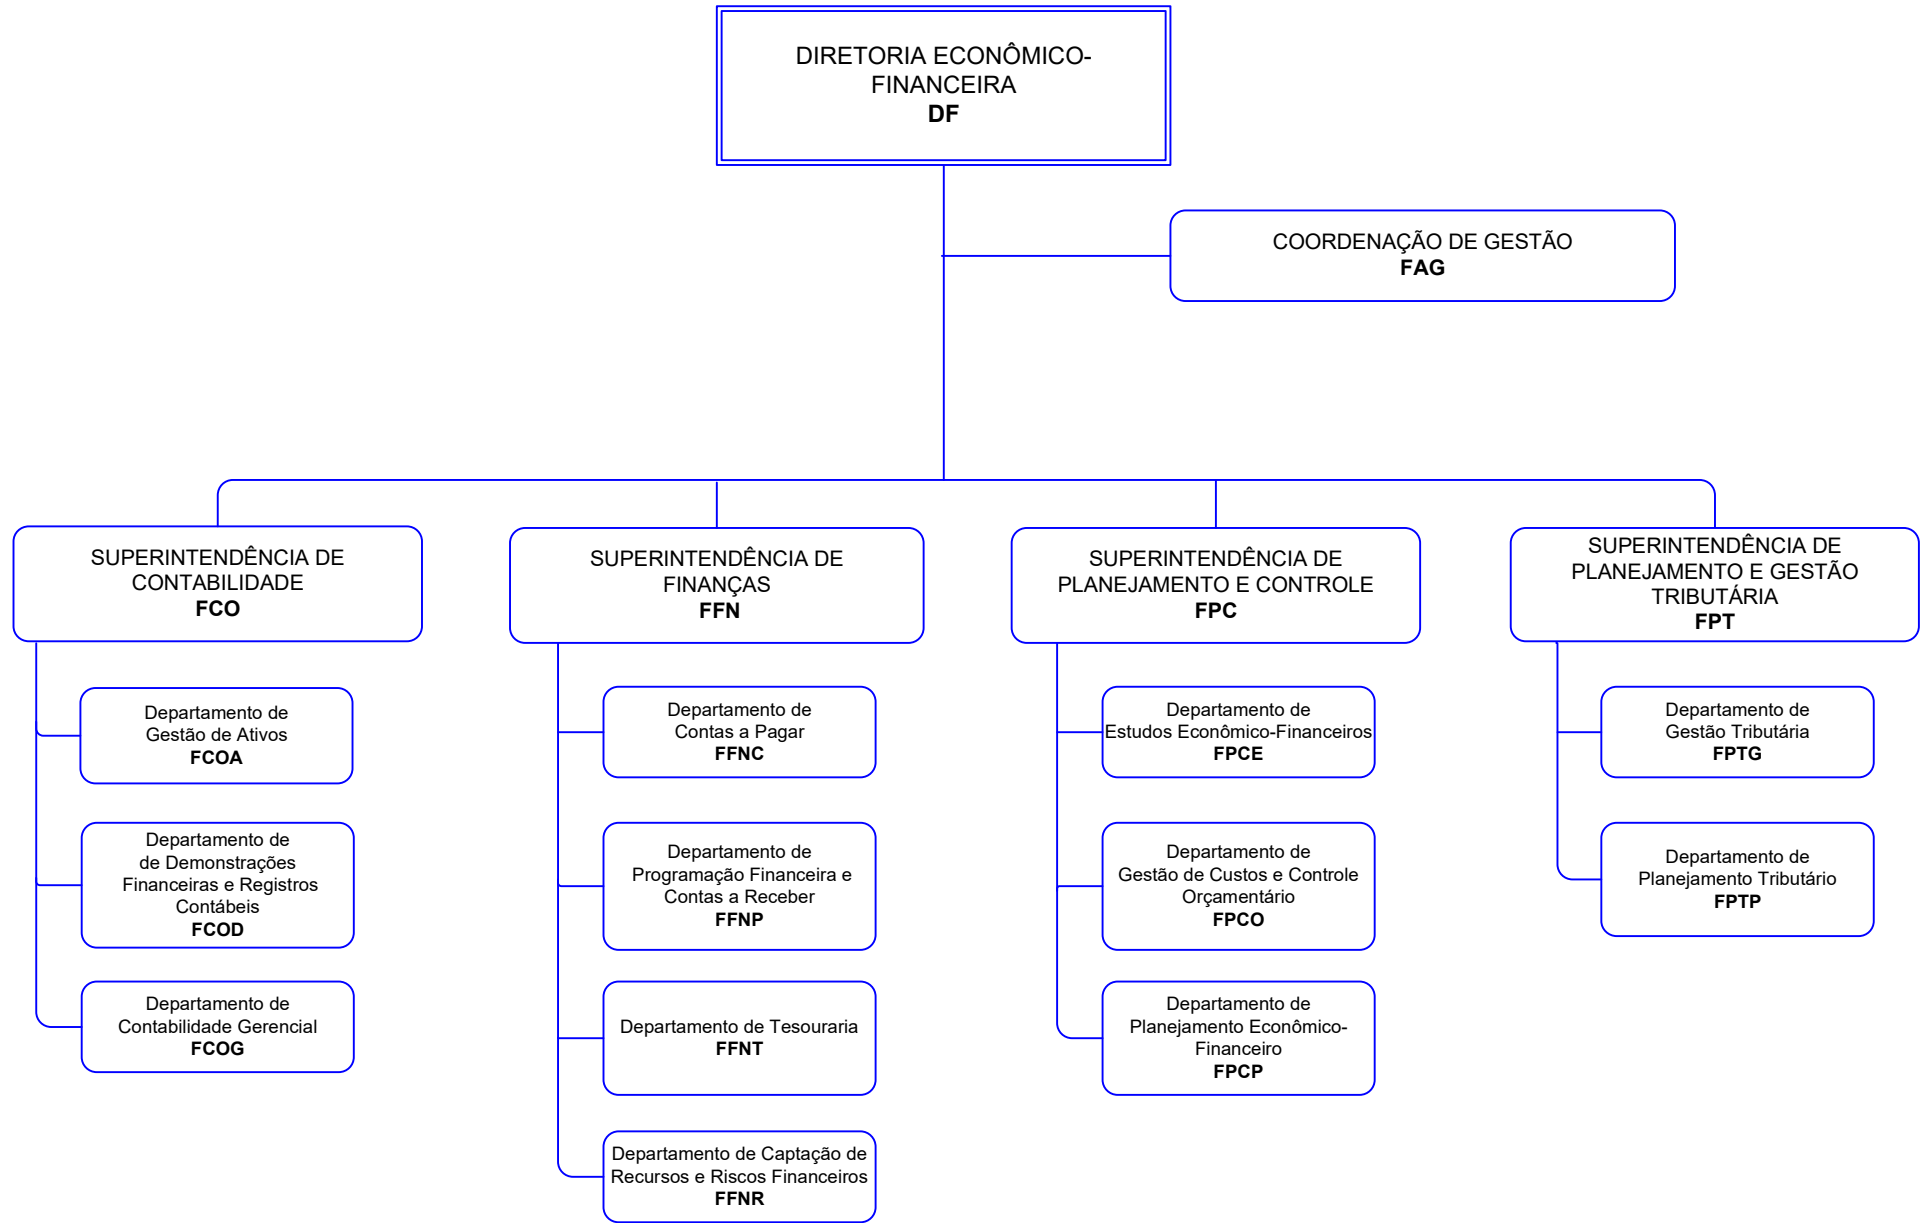 DIRETORIA ECONÔMICO-
FINANCEIRA
DF
COORDENAÇÃO DE GESTÃO
FAG
SUPERINTENDÊNCIA DE
CONTABILIDADE
FCO
Departamento de
Gestão de Ativos
FCOA
Departamento de
de Demonstrações
Financeiras e Registros
Contábeis
FCOD
Departamento de
Contabilidade Gerencial
FCOG
SUPERINTENDÊNCIA DE
FINANÇAS
FFN
Departamento de
Contas a Pagar
FFNC
Departamento de
Programação Financeira e
Contas a Receber
FFNP
Departamento de Tesouraria
FFNT
Departamento de Captação de
Recursos e Riscos Financeiros
FFNR
SUPERINTENDÊNCIA DE
PLANEJAMENTO E CONTROLE
FPC
Departamento de
Estudos Econômico-Financeiros
FPCE
Departamento de
Gestão de Custos e Controle
Orçamentário
FPCO
Departamento de
Planejamento Econômico-
Financeiro
FPCP
SUPERINTENDÊNCIA DE
PLANEJAMENTO E GESTÃO
TRIBUTÁRIA
FPT
Departamento de
Gestão Tributária
FPTG
Departamento de
Planejamento Tributário
FPTP